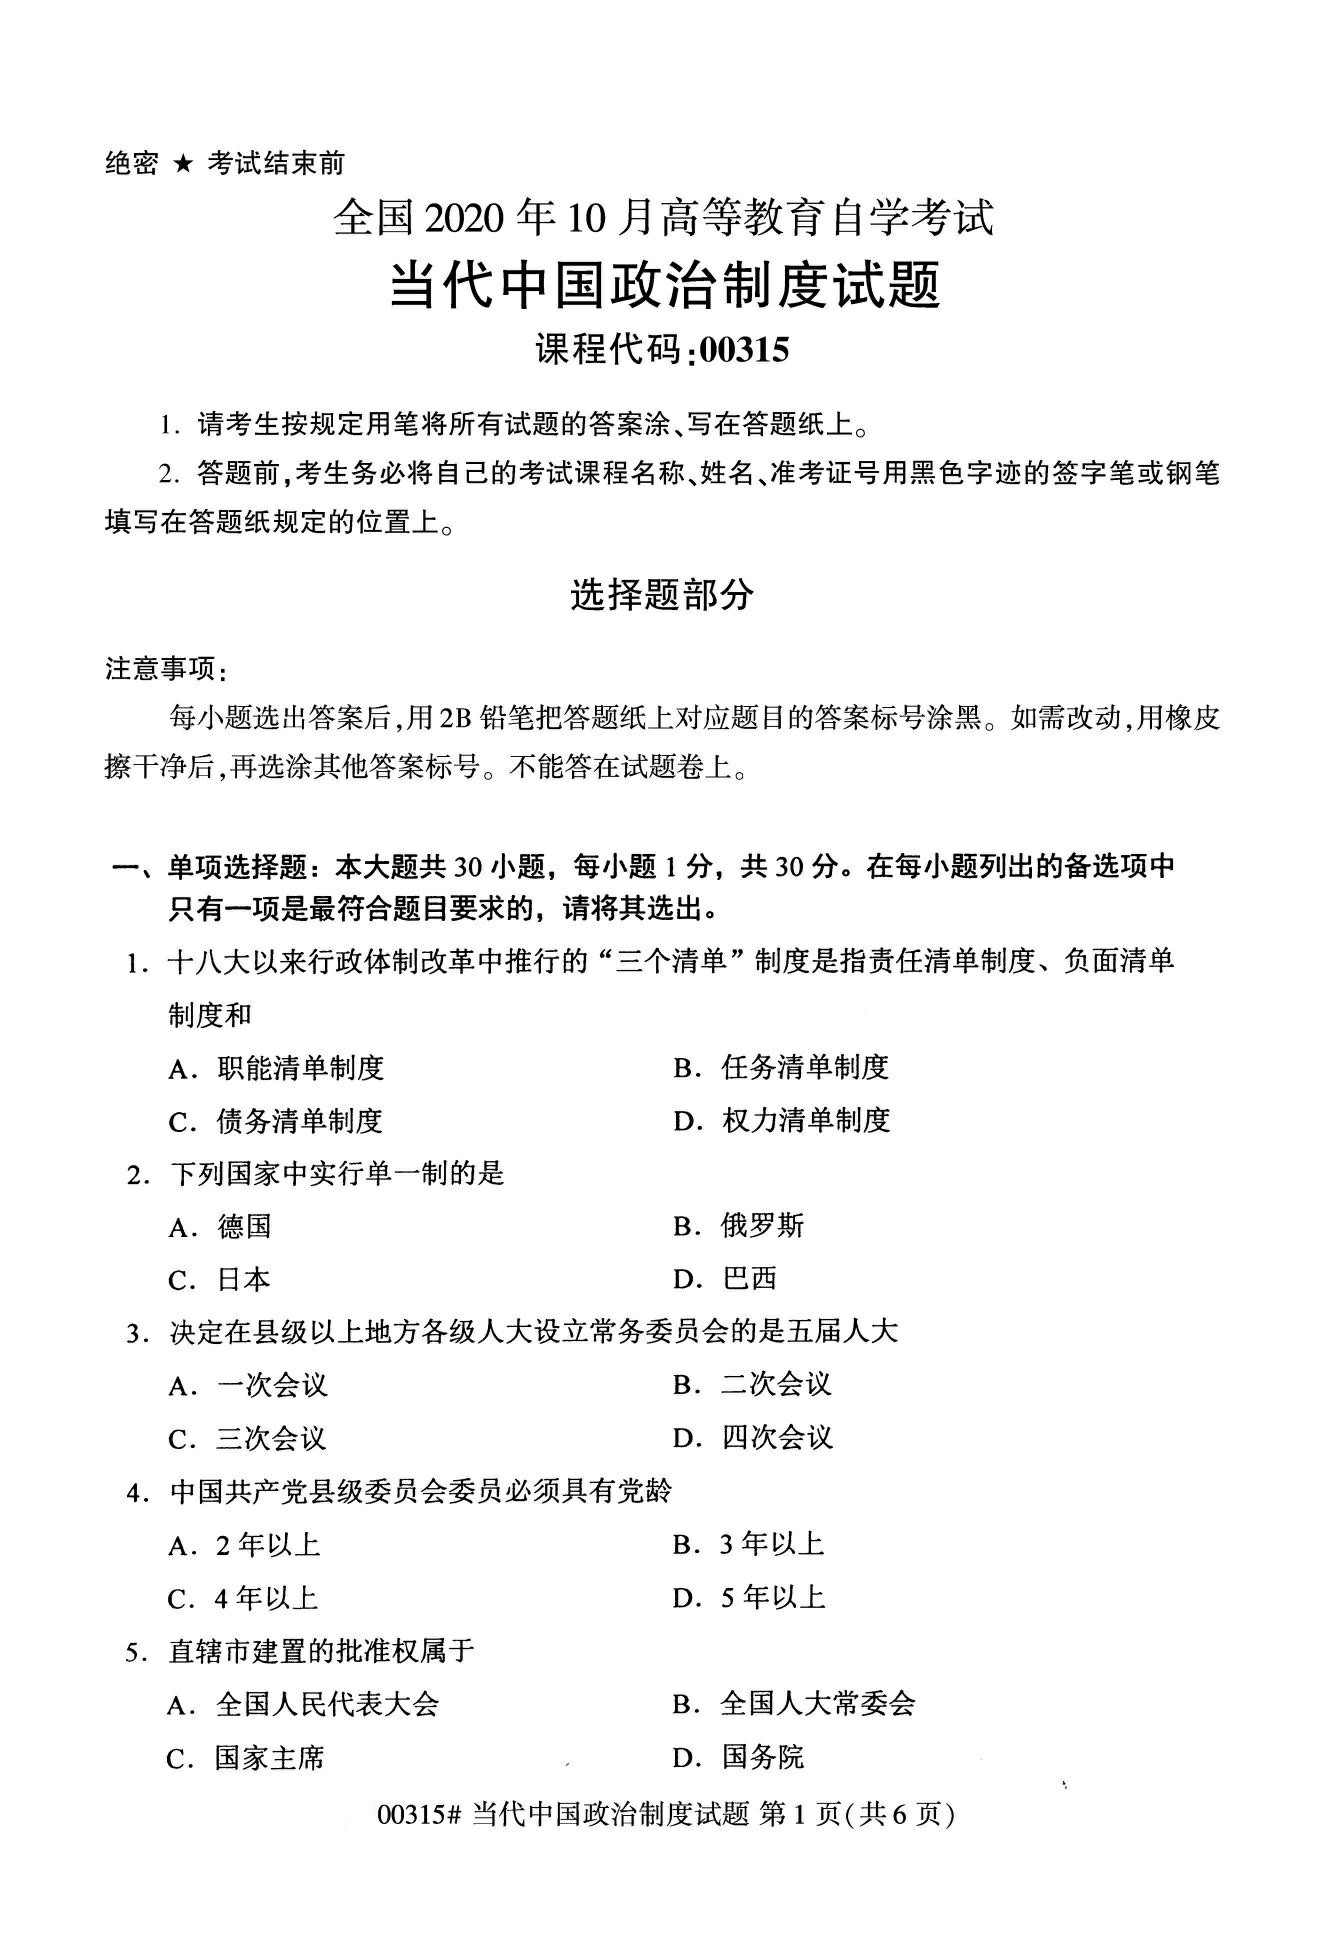 绝密 ★ 考试结束前
全国 2020 年 10 月高等教育自学考试
当代中国政治制度试题
课程代码:00315
1. 请考生按规定用笔将所有试题的答案涂、写在答题纸上。
2. 答题前,考生务必将自己的考试课程名称、姓名、准考证号用黑色字迹的签字笔或钢笔
填写在答题纸规定的位置上。
选择题部分
注意事项:
每小题选出答案后,用 2B 铅笔把答题纸上对应题目的答案标号涂黑。如需改动,用橡皮
擦干净后,再选涂其他答案标号。不能答在试题卷上。
一、单项选择题：本大题共 30 小题，每小题 1 分，共 30 分。在每小题列出的备选项中
只有一项是最符合题目要求的，请将其选出。
1. 十八大以来行政体制改革中推行的“三个清单”制度是指责任清单制度、负面清单
制度和
A. 职能清单制度 B. 任务清单制度
C. 债务清单制度 D. 权力清单制度
2. 下列国家中实行单一制的是
A. 德国 B. 俄罗斯
C. 日本 D. 巴西
3. 决定在县级以上地方各级人大设立常务委员会的是五届人大
A. 一次会议 B. 二次会议
C. 三次会议 D. 四次会议
4. 中国共产党县级委员会委员必须具有党龄
A. 2 年以上 B. 3 年以上
C. 4 年以上 D. 5 年以上
5. 直辖市建置的批准权属于
A. 全国人民代表大会 B. 全国人大常委会
C. 国家主席 D. 国务院
00315# 当代中国政治制度试题 第 1 页(共 6 页)